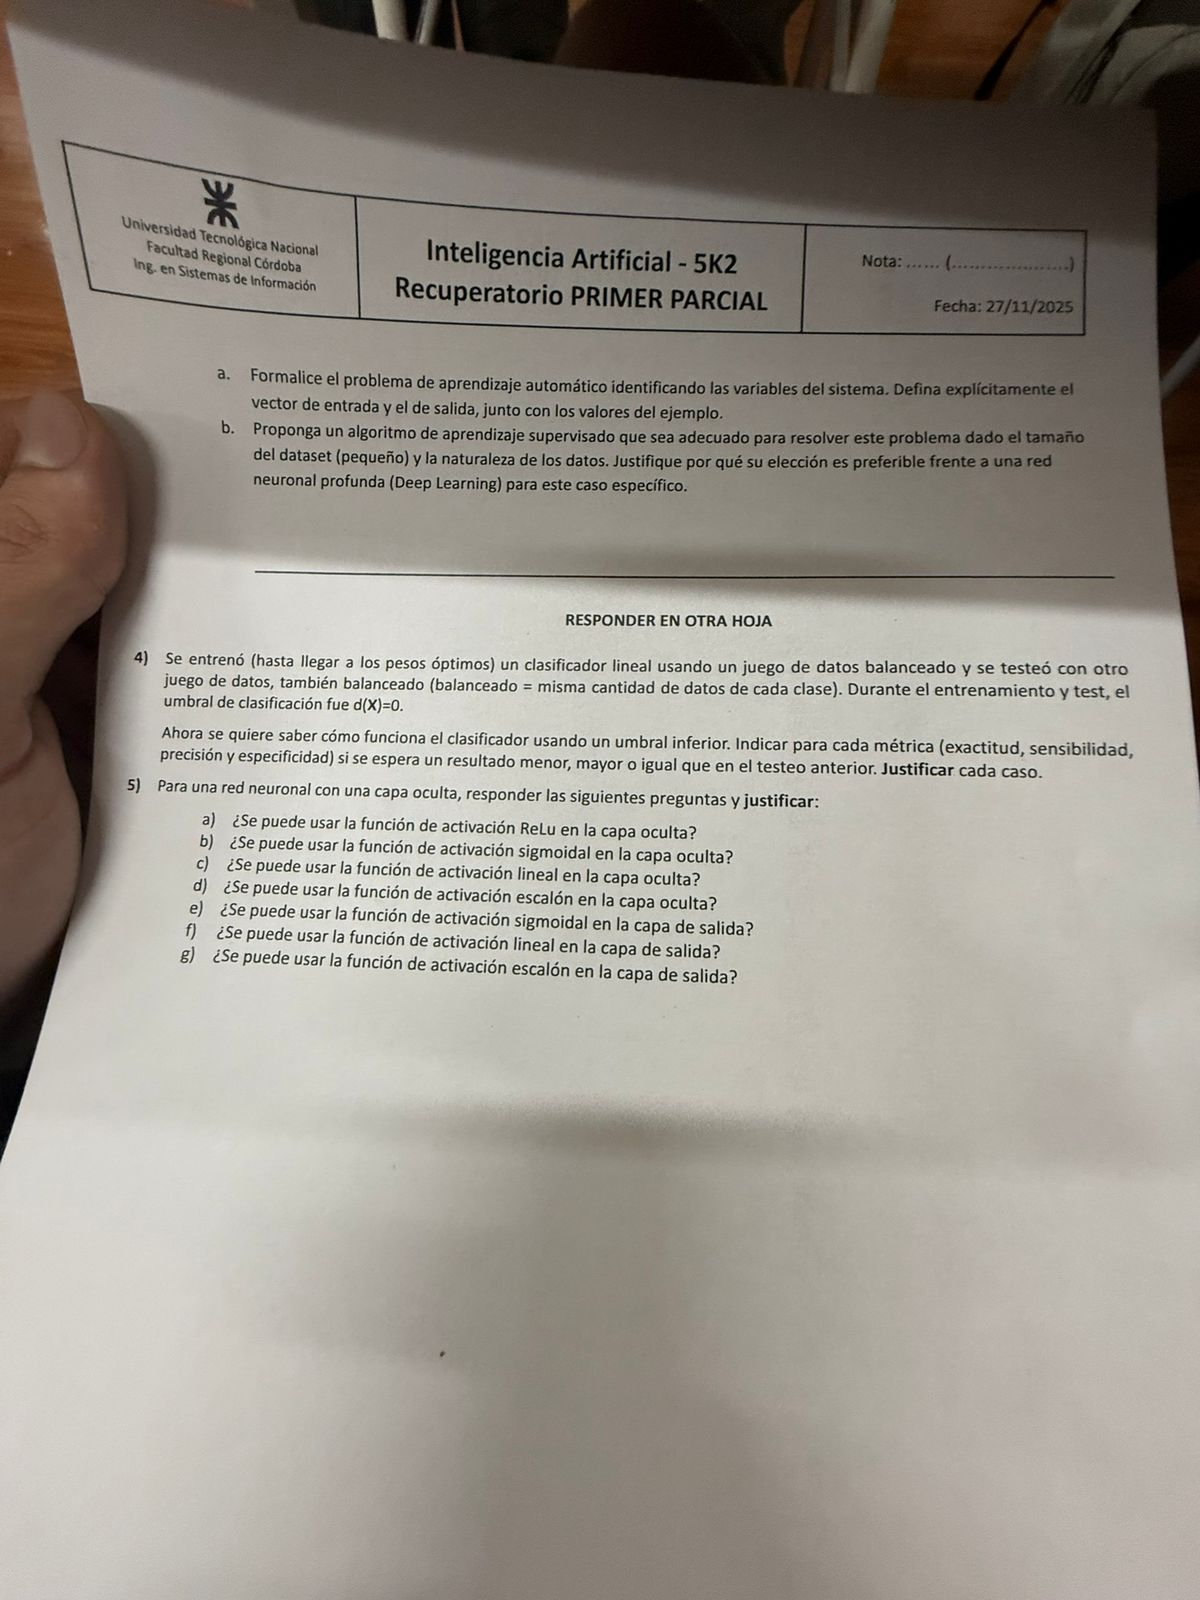 Universidad Tecnológica Nacional
Facultad Regional Córdoba
Ing. en Sistemas de Información
Inteligencia Artificial - 5K2
Recuperatorio PRIMER PARCIAL
Nota: ...... (.....................)
Fecha: 27/11/2025
a. Formalice el problema de aprendizaje automático identificando las variables del sistema. Defina explícitamente el
vector de entrada y el de salida, junto con los valores del ejemplo.
b. Proponga un algoritmo de aprendizaje supervisado que sea adecuado para resolver este problema dado el tamaño
del dataset (pequeño) y la naturaleza de los datos. Justifique por qué su elección es preferible frente a una red
neuronal profunda (Deep Learning) para este caso específico.
RESPONDER EN OTRA HOJA
4) Se entrenó (hasta llegar a los pesos óptimos) un clasificador lineal usando un juego de datos balanceado y se testeó con otro
juego de datos, también balanceado (balanceado = misma cantidad de datos de cada clase). Durante el entrenamiento y test, el
umbral de clasificación fue d(X)=0.
Ahora se quiere saber cómo funciona el clasificador usando un umbral inferior. Indicar para cada métrica (exactitud, sensibilidad,
precisión y especificidad) si se espera un resultado menor, mayor o igual que en el testeo anterior. Justificar cada caso.
5) Para una red neuronal con una capa oculta, responder las siguientes preguntas y justificar:
a) ¿Se puede usar la función de activación ReLu en la capa oculta?
b) ¿Se puede usar la función de activación sigmoidal en la capa oculta?
c) ¿Se puede usar la función de activación lineal en la capa oculta?
d) ¿Se puede usar la función de activación escalón en la capa oculta?
e) ¿Se puede usar la función de activación sigmoidal en la capa de salida?
f) ¿Se puede usar la función de activación lineal en la capa de salida?
g) ¿Se puede usar la función de activación escalón en la capa de salida?